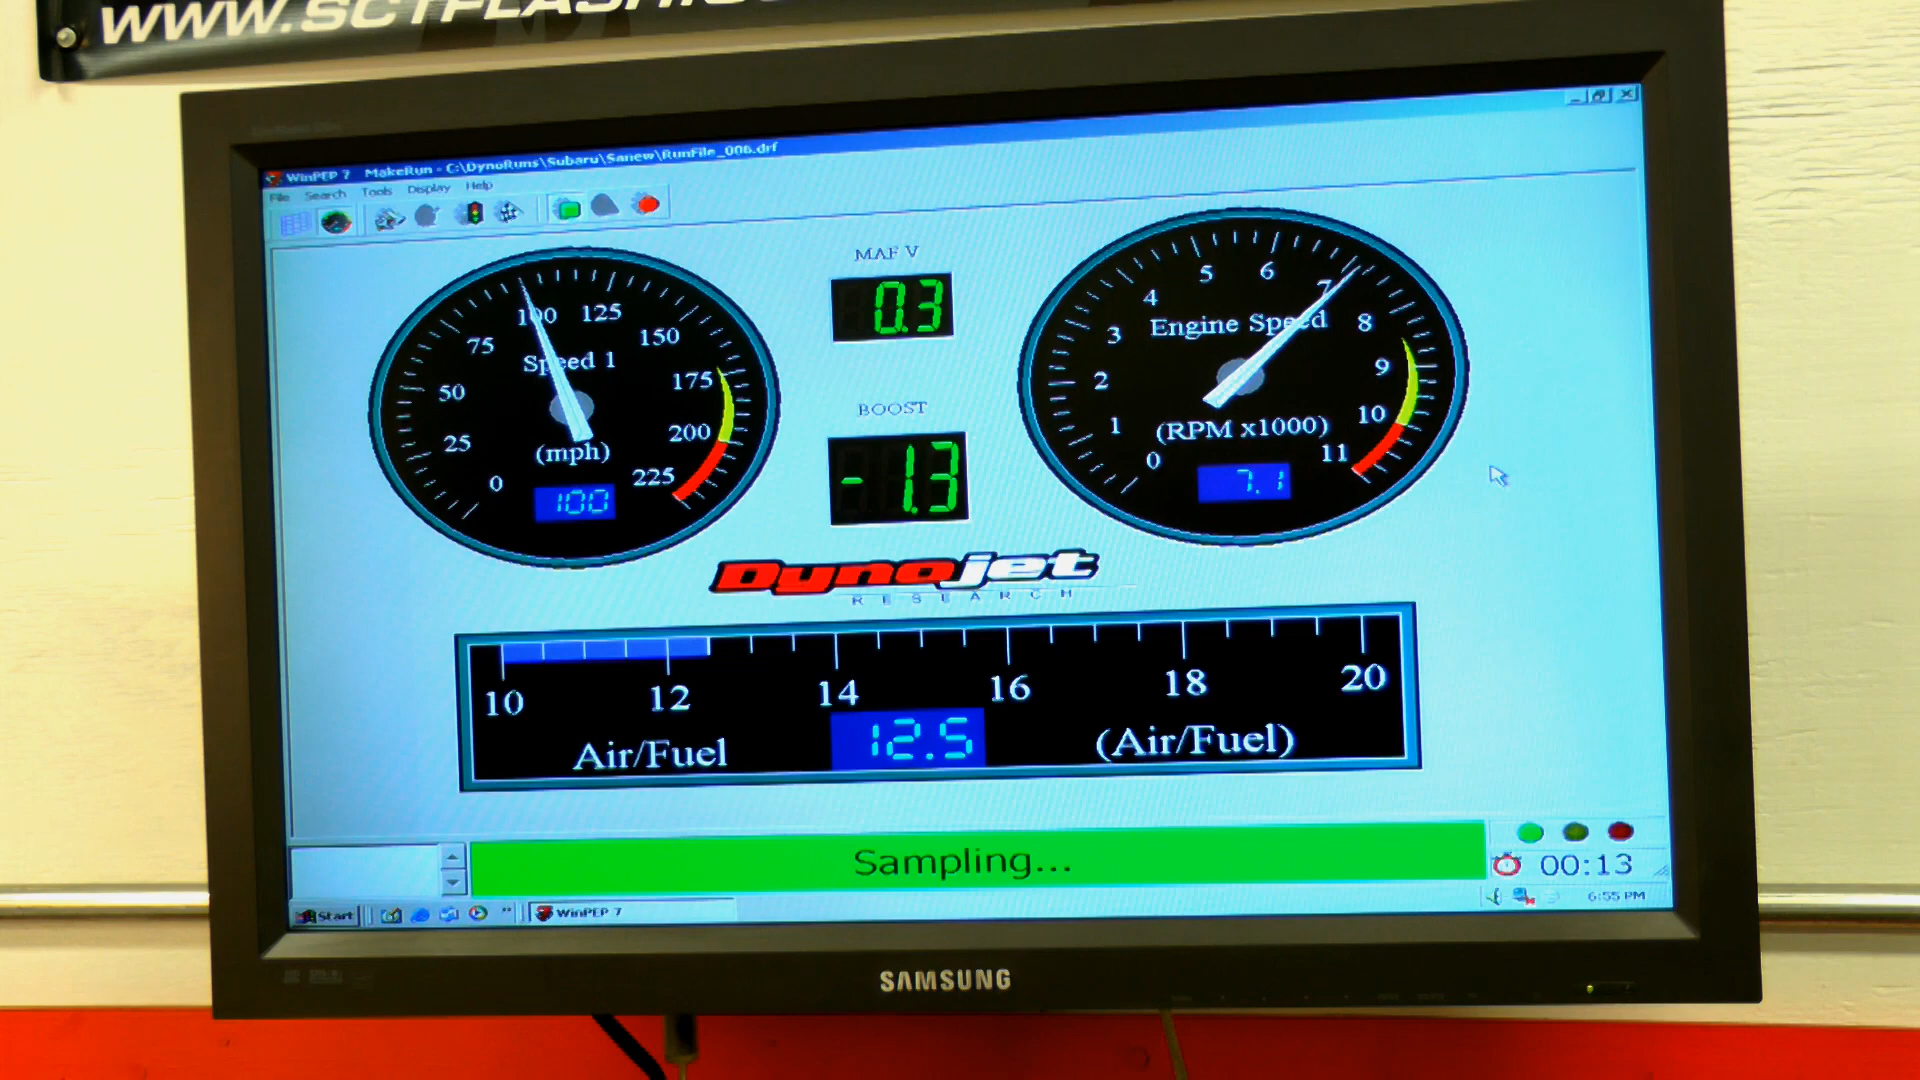 WWW.SCTFLASH
WinPEP 7 MakeRun - C:\DynoRuns\Subaru\Sanew\RunFile_006.drf
File Search Tools Display Help
MAF V
0.3
BOOST
-1.3
0 25 50 75 100 125 150 175 200 225
Speed 1
(mph)
100
0 1 2 3 4 5 6 7 8 9 10 11
Engine Speed
(RPM x1000)
7.1
Dynojet
RESEARCH
10 12 14 16 18 20
Air/Fuel 12.5 (Air/Fuel)
Sampling...
00:13
Start WinPEP 7 6:55 PM
SAMSUNG